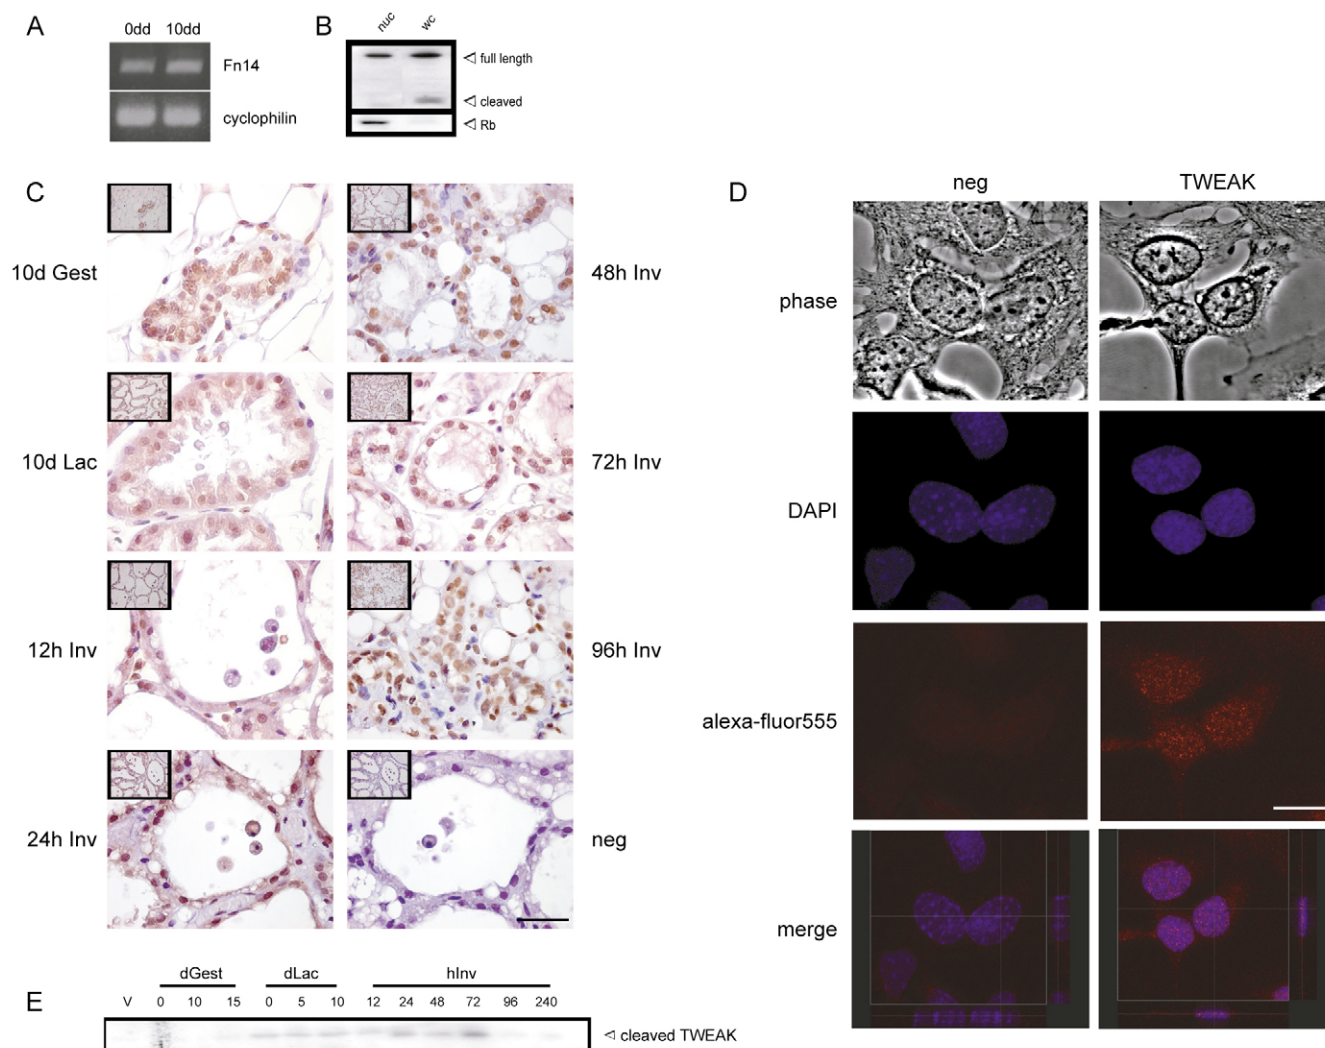 A
0dd 10dd
Fn14
cyclophilin
B
nuc wc
full length
cleaved
Rb
C
10d Gest
48h Inv
10d Lac
72h Inv
12h Inv
96h Inv
24h Inv
neg
D
neg TWEAK
phase
DAPI
alexa-fluor555
merge
E
dGest dLac hInv
V 0 10 15 0 5 10 12 24 48 72 96 240
cleaved TWEAK